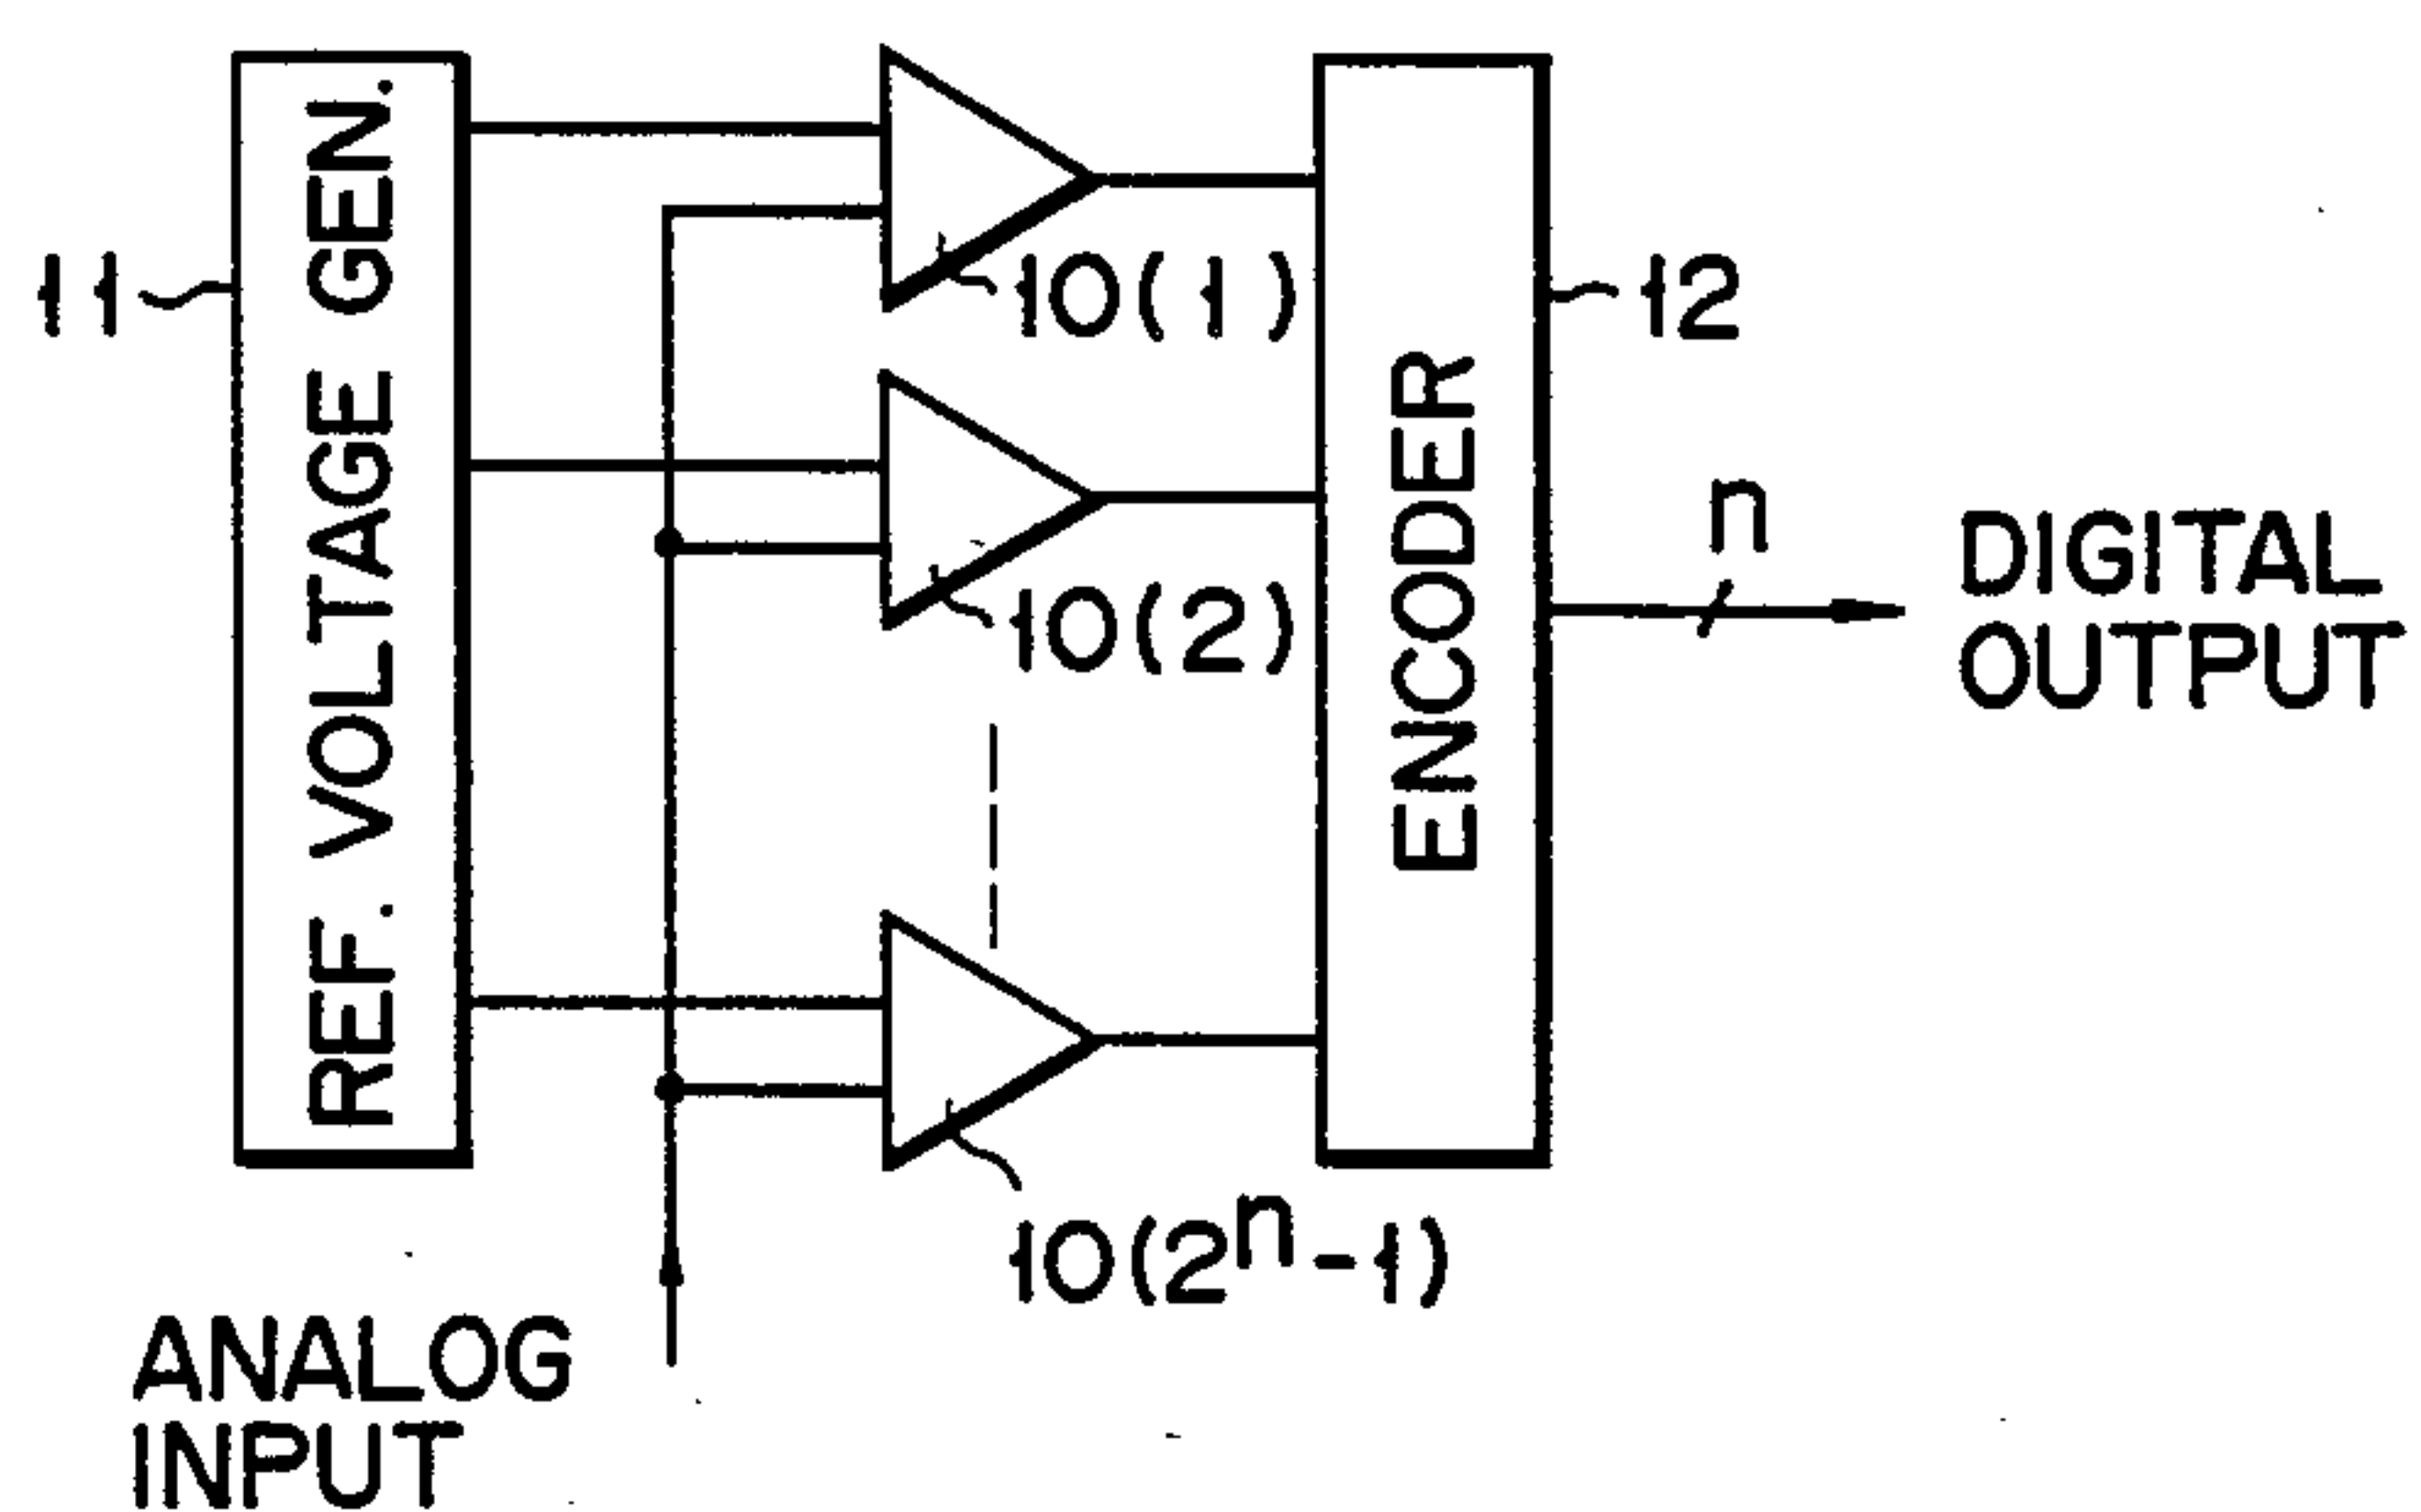 11
REF. VOLTAGE GEN.
10(1)
12
10(2)
ENCODER
n
DIGITAL
OUTPUT
10(2ⁿ-1)
ANALOG
INPUT